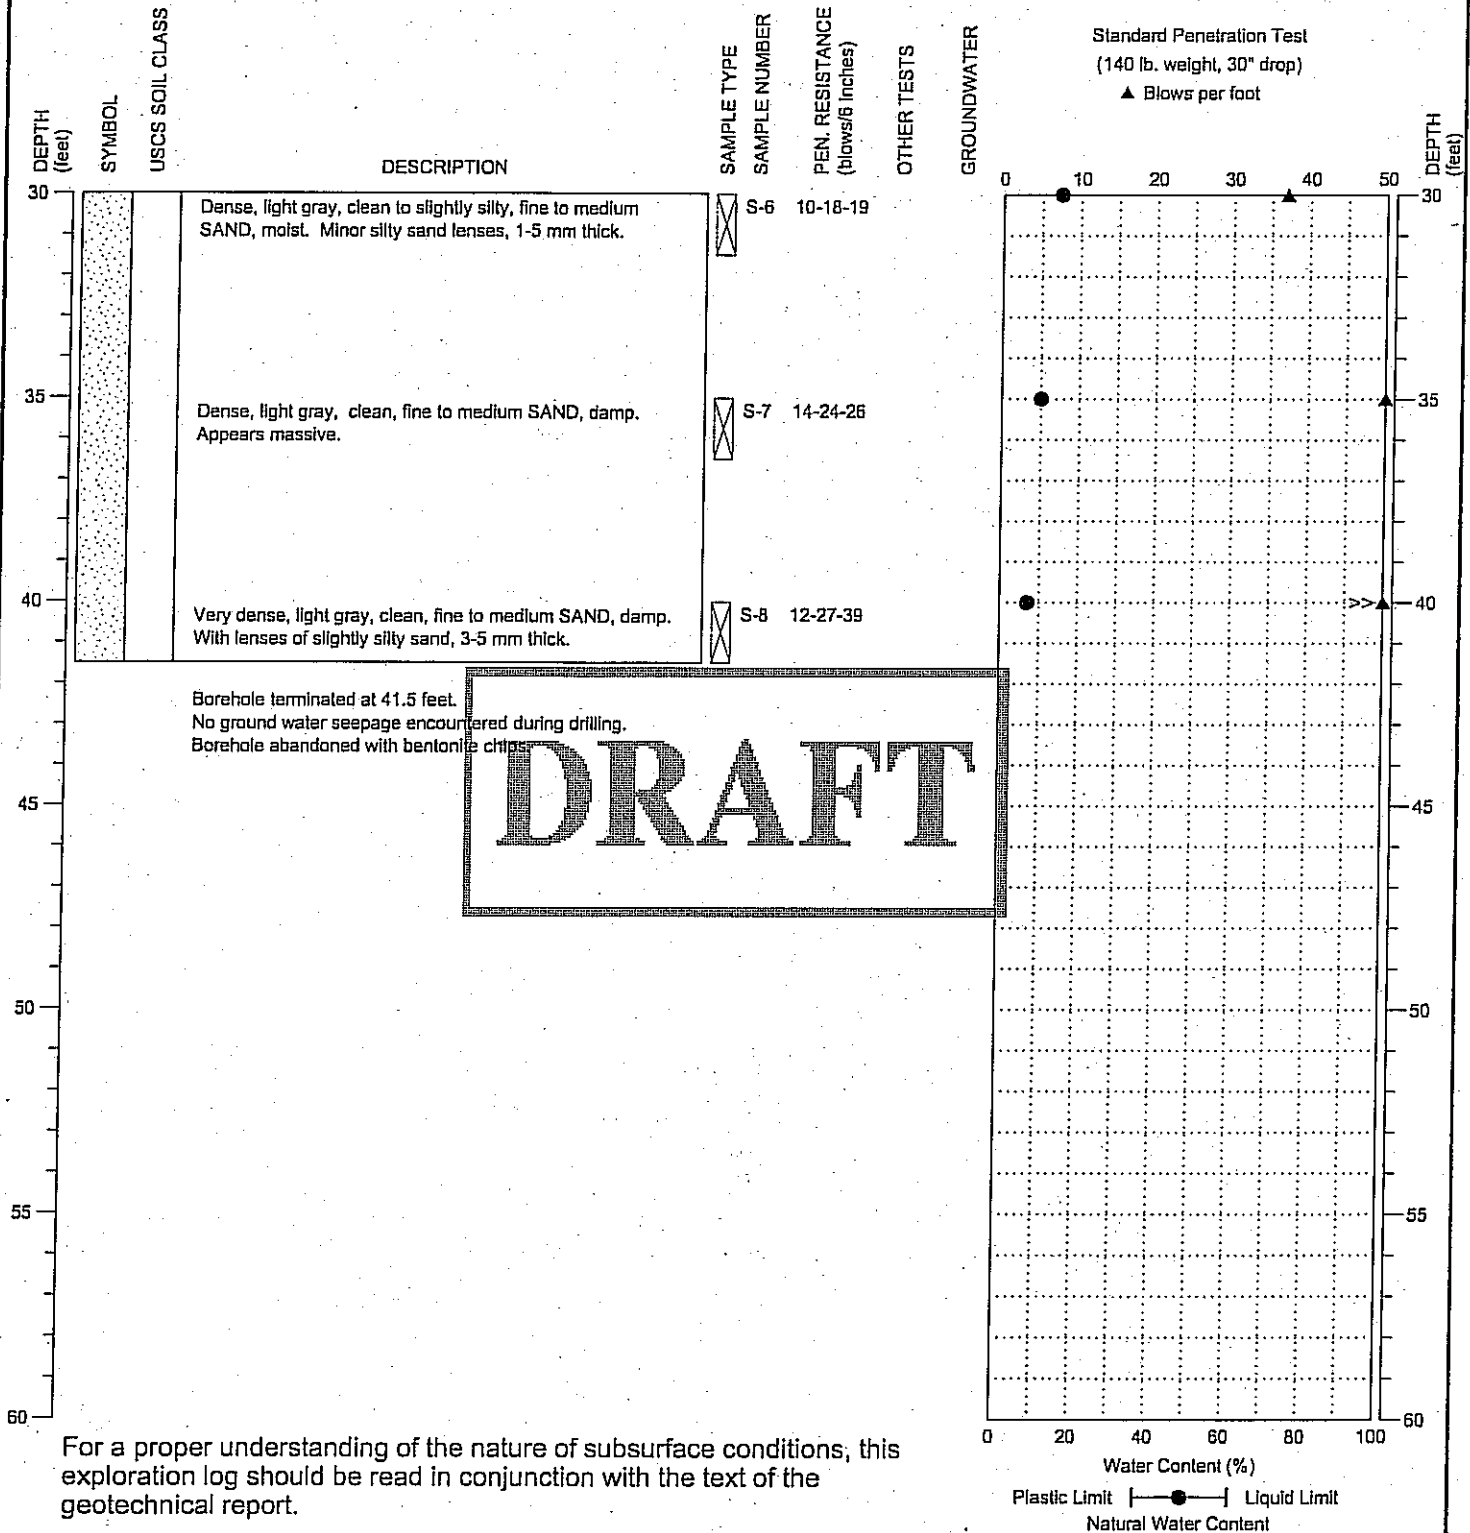 DEPTH
(feet)
SYMBOL
USCS SOIL CLASS
DESCRIPTION
SAMPLE TYPE
SAMPLE NUMBER
PEN. RESISTANCE
(blows/6 inches)
OTHER TESTS
GROUNDWATER
Standard Penetration Test
(140 lb. weight, 30" drop)
▲ Blows per foot
DEPTH
(feet)
0 10 20 30 40 50
30
Dense, light gray, clean to slightly silty, fine to medium
SAND, moist. Minor silty sand lenses, 1-5 mm thick.
S-6 10-18-19
30
35
Dense, light gray, clean, fine to medium SAND, damp.
Appears massive.
S-7 14-24-26
35
40
Very dense, light gray, clean, fine to medium SAND, damp.
With lenses of slightly silty sand, 3-5 mm thick.
S-8 12-27-39
>>
40
Borehole terminated at 41.5 feet.
No ground water seepage encountered during drilling.
Borehole abandoned with bentonite chips.
DRAFT
45
45
50
50
55
55
60
60
0 20 40 60 80 100
Water Content (%)
Plastic Limit Liquid Limit
Natural Water Content
For a proper understanding of the nature of subsurface conditions, this
exploration log should be read in conjunction with the text of the
geotechnical report.